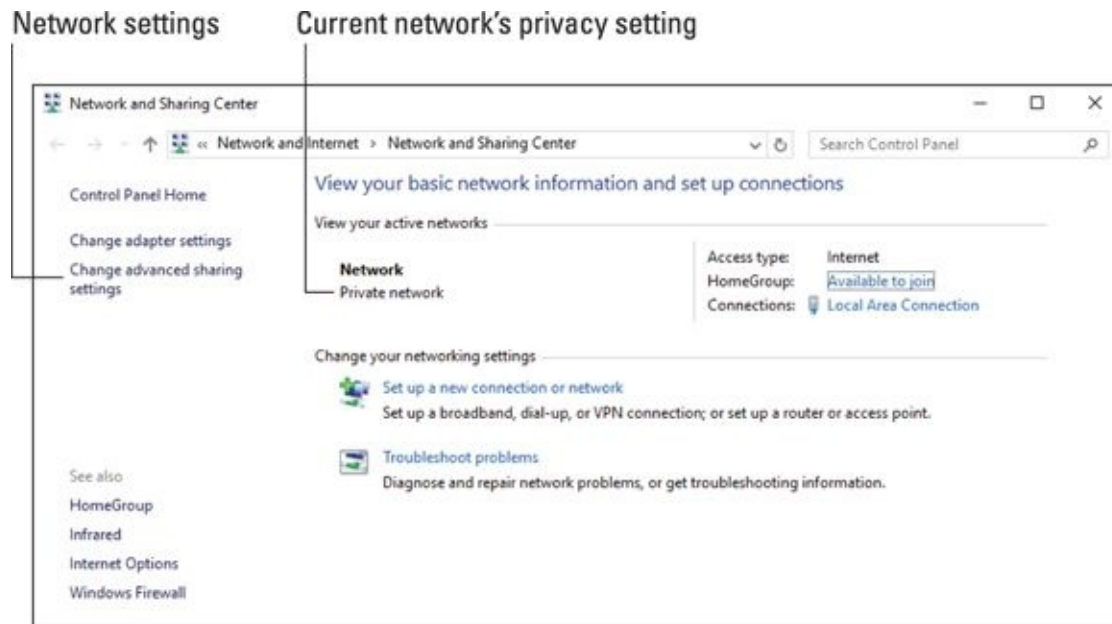 Network settings
Current network's privacy setting
Network and Sharing Center
« Network and Internet > Network and Sharing Center
Search Control Panel
Control Panel Home
Change adapter settings
Change advanced sharing
settings
See also
HomeGroup
Infrared
Internet Options
Windows Firewall
View your basic network information and set up connections
View your active networks
Network
Private network
Access type: Internet
HomeGroup: Available to join
Connections: Local Area Connection
Change your networking settings
Set up a new connection or network
Set up a broadband, dial-up, or VPN connection; or set up a router or access point.
Troubleshoot problems
Diagnose and repair network problems, or get troubleshooting information.